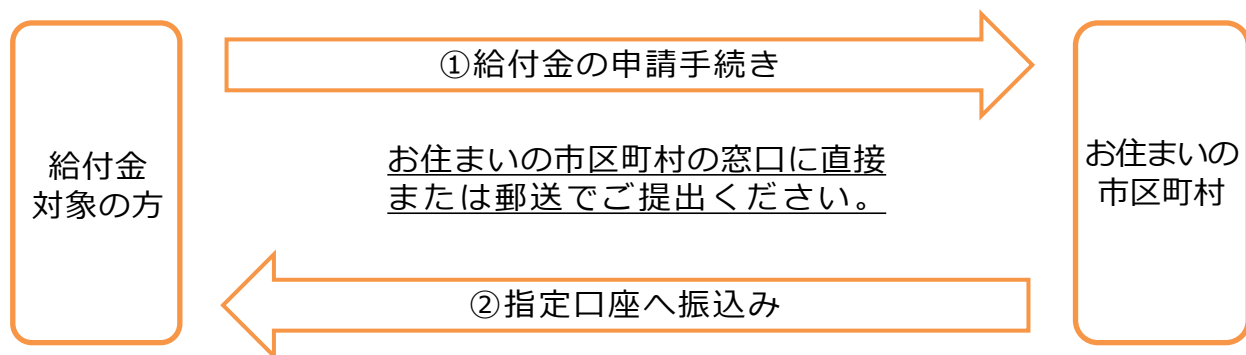 給付金
対象の方
①給付金の申請手続き
お住まいの市区町村の窓口に直接
または郵送でご提出ください。
②指定口座へ振込み
お住まいの
市区町村